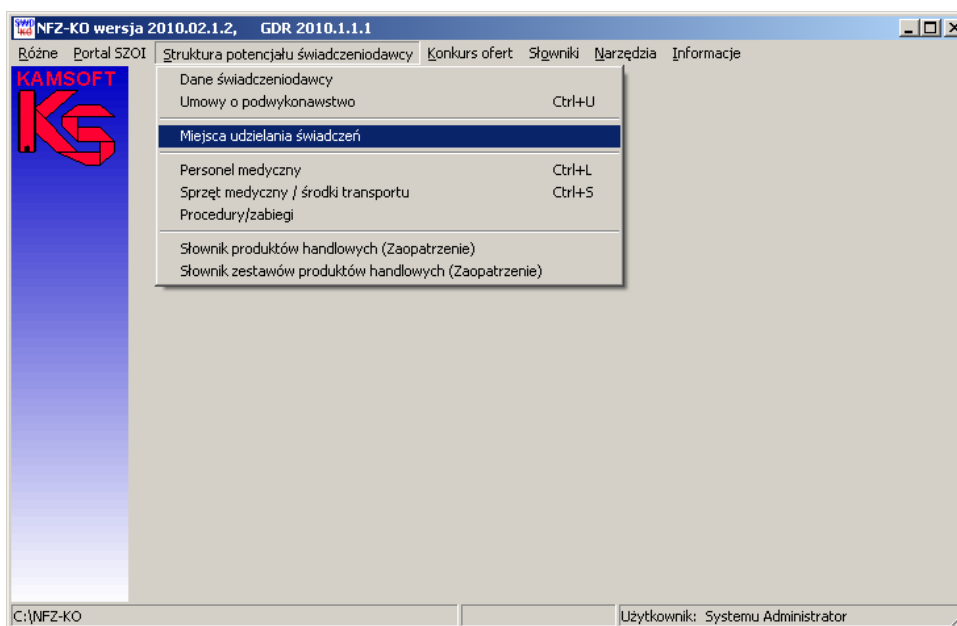 NFZ-KO wersja 2010.02.1.2, GDR 2010.1.1.1
Różne Portal SZOI Struktura potencjału świadczeniodawcy Konkurs ofert Słowniki Narzędzia Informacje
KAMSOFT
KS
Dane świadczeniodawcy
Umowy o podwykonawstwo Ctrl+U
Miejsca udzielania świadczeń
Personel medyczny Ctrl+L
Sprzęt medyczny / środki transportu Ctrl+S
Procedury/zabiegi
Słownik produktów handlowych (Zaopatrzenie)
Słownik zestawów produktów handlowych (Zaopatrzenie)
C:\NFZ-KO Użytkownik: Systemu Administrator